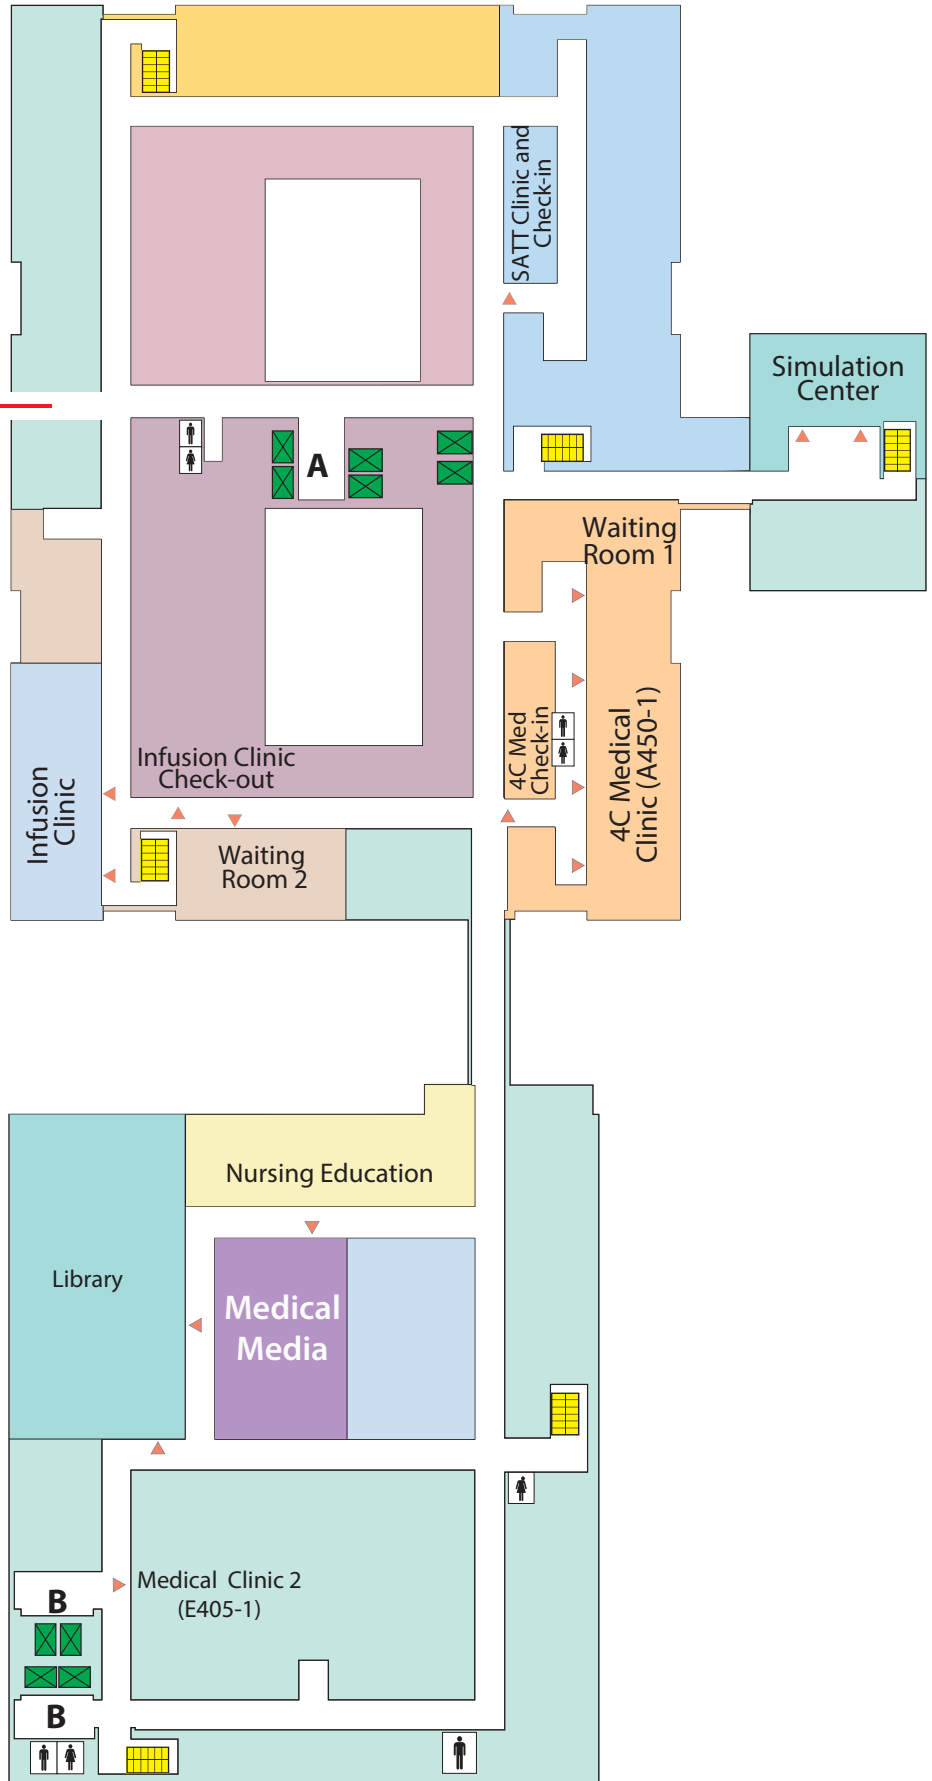 SATT Clinic and
Check-in
Simulation
Center
A
Waiting
Room 1
4C Med
Check-in
4C Medical
Clinic (A450-1)
Infusion Clinic
Check-out
Infusion
Clinic
Waiting
Room 2
Nursing Education
Library
Medical
Media
Medical Clinic 2
(E405-1)
B
B